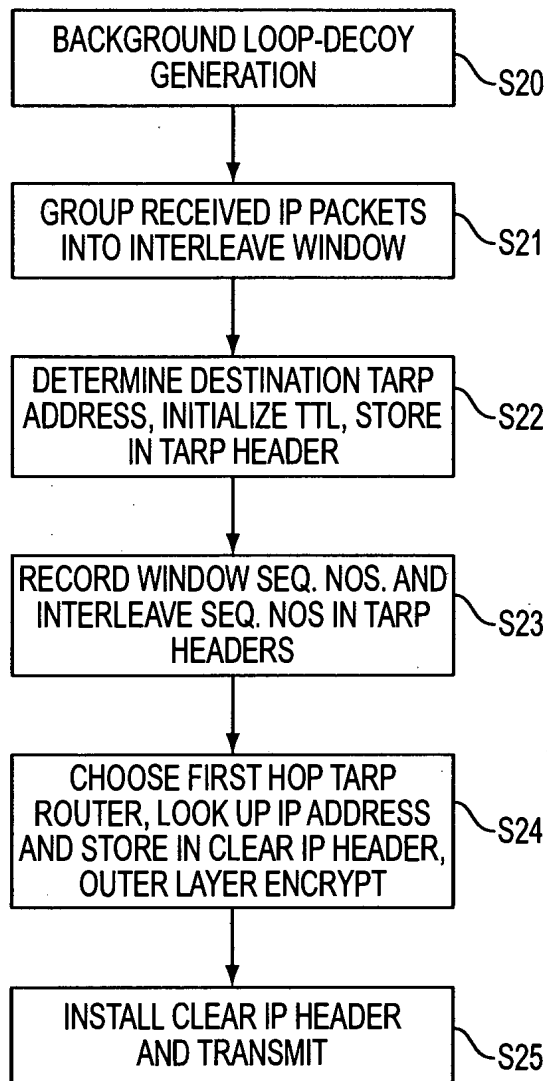 BACKGROUND LOOP-DECOY
GENERATION
S20
GROUP RECEIVED IP PACKETS
INTO INTERLEAVE WINDOW
S21
DETERMINE DESTINATION TARP
ADDRESS, INITIALIZE TTL, STORE
IN TARP HEADER
S22
RECORD WINDOW SEQ. NOS. AND
INTERLEAVE SEQ. NOS IN TARP
HEADERS
S23
CHOOSE FIRST HOP TARP
ROUTER, LOOK UP IP ADDRESS
AND STORE IN CLEAR IP HEADER,
OUTER LAYER ENCRYPT
S24
INSTALL CLEAR IP HEADER
AND TRANSMIT
S25